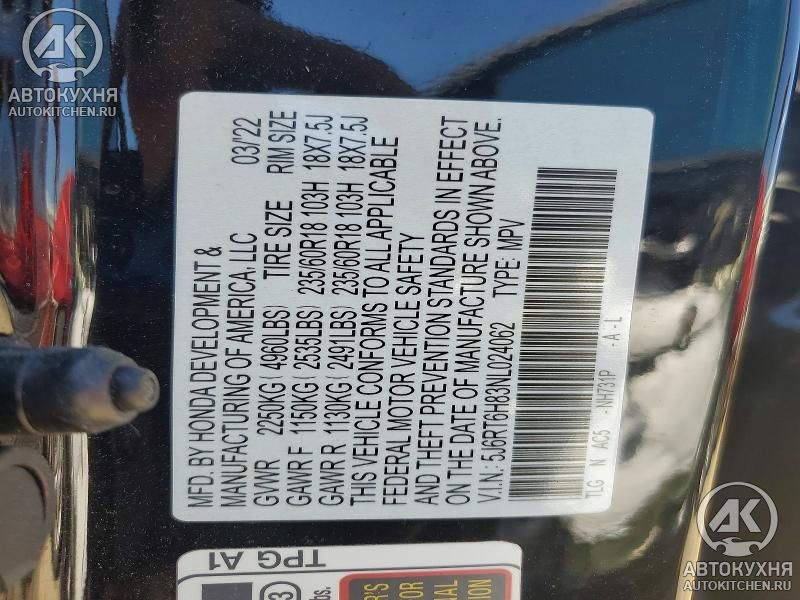 АК
АВТОКУХНЯ
AUTOKITCHEN.RU
MFD. BY HONDA DEVELOPMENT &
MANUFACTURING OF AMERICA, LLC 03/22
GVWR 2250KG ( 4960LBS) TIRE SIZE RIM SIZE
GAWR F 1150KG ( 2535LBS) 235/60R18 103H 18X7.5J
GAWR R 1130KG ( 2491LBS) 235/60R18 103H 18X7.5J
THIS VEHICLE CONFORMS TO ALL APPLICABLE
FEDERAL MOTOR VEHICLE SAFETY
AND THEFT PREVENTION STANDARDS IN EFFECT
ON THE DATE OF MANUFACTURE SHOWN ABOVE.
V.I.N.: 5J6RT6H83NL024062 TYPE: MPV
TLG N AC5 -NH731P -A-L
TPG A1
АК
АВТОКУХНЯ
AUTOKITCHEN.RU